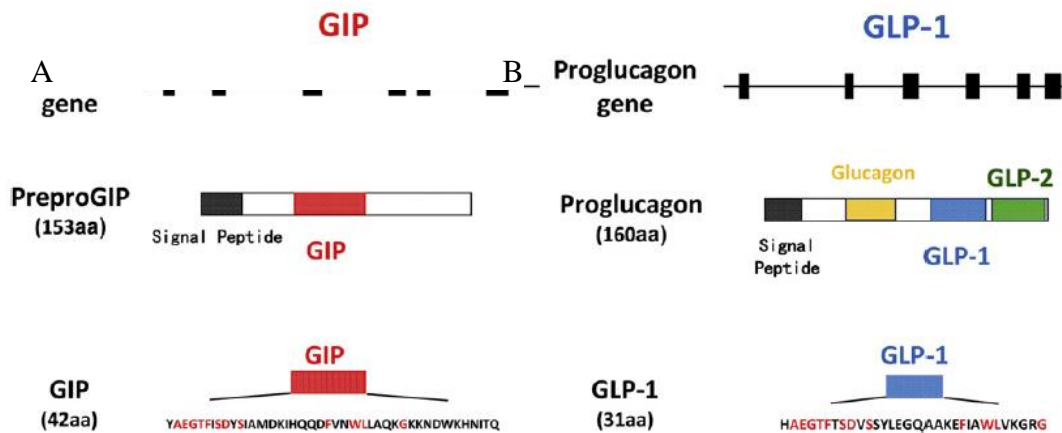 GIP
A
gene
PreproGIP
(153aa)
Signal Peptide
GIP
GIP
GIP
(42aa)
YAEGTFISDYSIAMDKIHQQDFVNWLLAQKGKKNDWKHNITQ
GLP-1
B
Proglucagon
gene
Glucagon
GLP-2
Proglucagon
(160aa)
Signal
Peptide
GLP-1
GLP-1
GLP-1
(31aa)
HAEGTFTSDVSSYLEGQAAKEFIAWLVKGRG